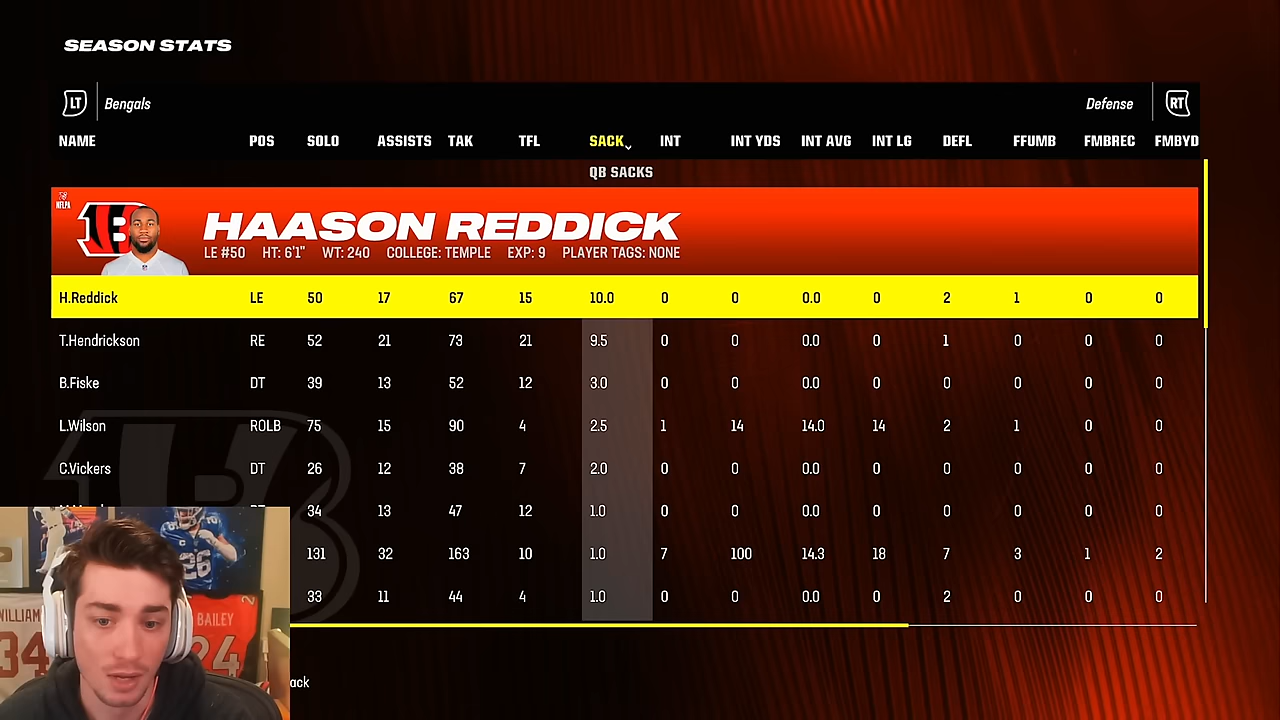 SEASON STATS
LT Bengals Defense RT
NAME POS SOLO ASSISTS TAK TFL SACK INT INT YDS INT AVG INT LG DEFL FFUMB FMBREC FMBYD
QB SACKS
NFLPA
B
HAASON REDDICK
LE #50 HT: 6'1" WT: 240 COLLEGE: TEMPLE EXP: 9 PLAYER TAGS: NONE
H.Reddick LE 50 17 67 15 10.0 0 0 0.0 0 2 1 0 0
T.Hendrickson RE 52 21 73 21 9.5 0 0 0.0 0 1 0 0 0
B.Fiske DT 39 13 52 12 3.0 0 0 0.0 0 0 0 0 0
L.Wilson ROLB 75 15 90 4 2.5 1 14 14.0 14 2 1 0 0
C.Vickers DT 26 12 38 7 2.0 0 0 0.0 0 0 0 0 0
34 13 47 12 1.0 0 0 0.0 0 0 0 0 0
131 32 163 10 1.0 7 100 14.3 18 7 3 1 2
33 11 44 4 1.0 0 0 0.0 0 2 0 0 0
26
WILLIAM
34
BAILEY
24
ack